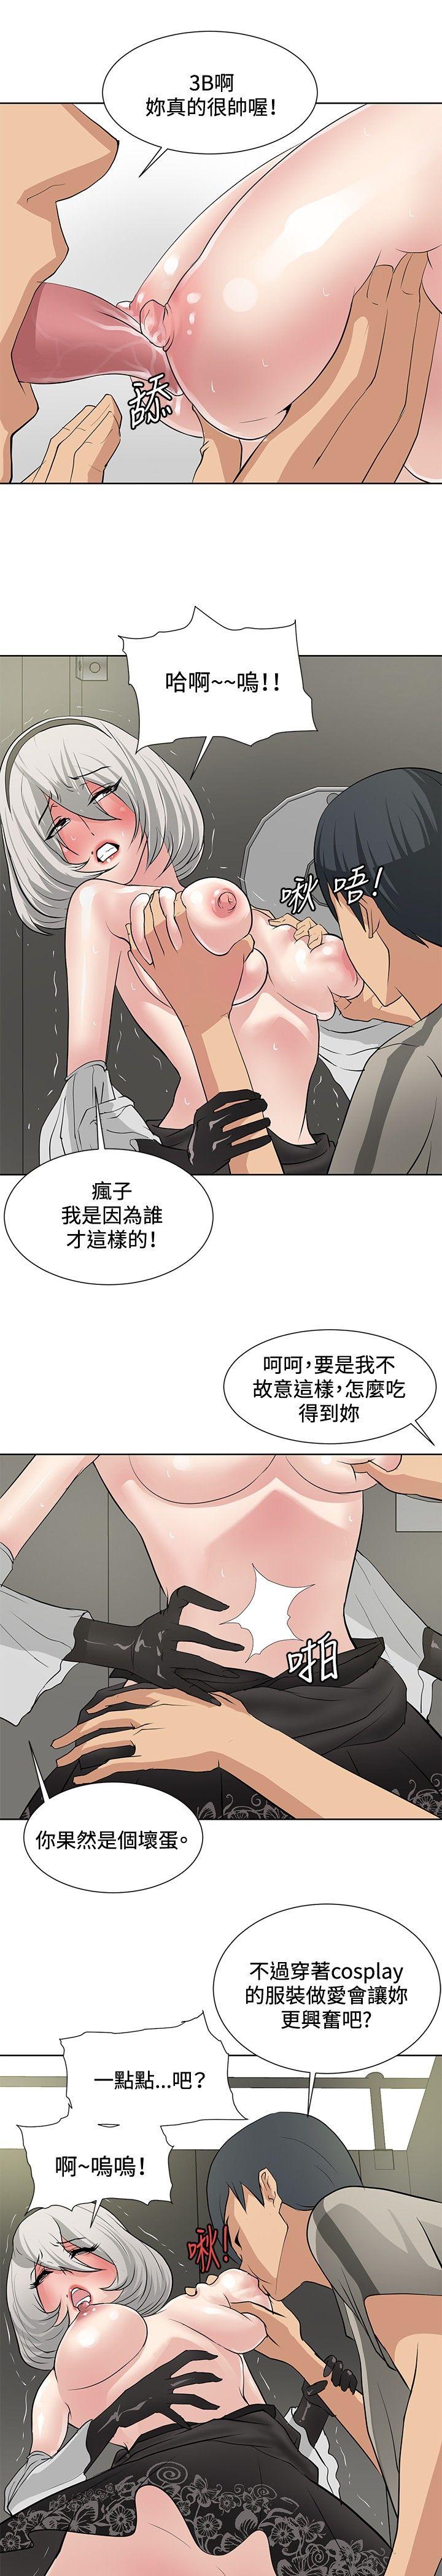 3B啊
妳真的很帥喔！
舔
哈啊~~嗚!!
啾 唔!
瘋子
我是因為誰
才這樣的！
呵呵，要是我不
故意這樣，怎麼吃
得到妳
啪
你果然是個壞蛋。
不過穿著cosplay
的服裝做愛會讓妳
更興奮吧？
一點點...吧？
啊~嗚嗚！
啾!